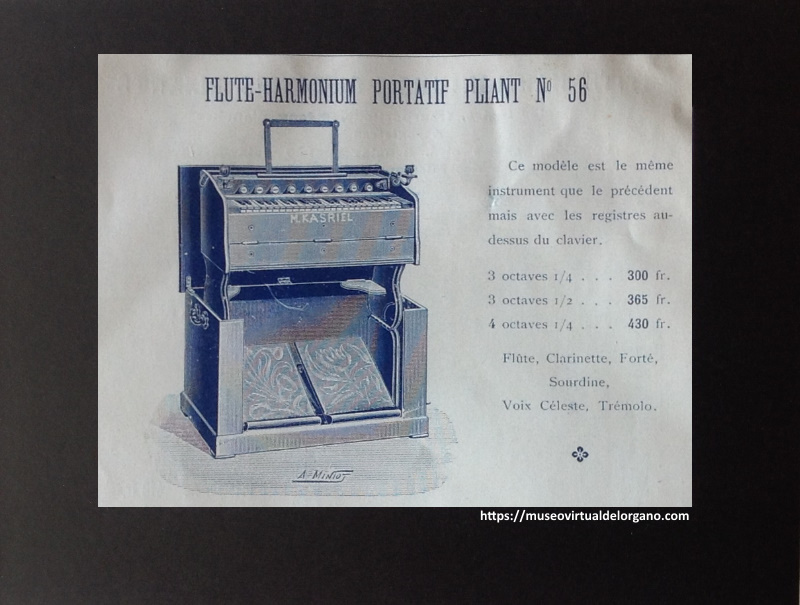 FLUTE-HARMONIUM PORTATIF PLIANT Nº 56
M.KASRIEL
A. MINIOT
Ce modèle est le même
instrument que le précédent
mais avec les registres au-
dessus du clavier.
3 octaves 1/4 . . . 300 fr.
3 octaves 1/2 . . . 365 fr.
4 octaves 1/4 . . . 430 fr.
Flûte, Clarinette, Forté,
Sourdine,
Voix Céleste, Trémolo.
https://museovirtualdelorgano.com